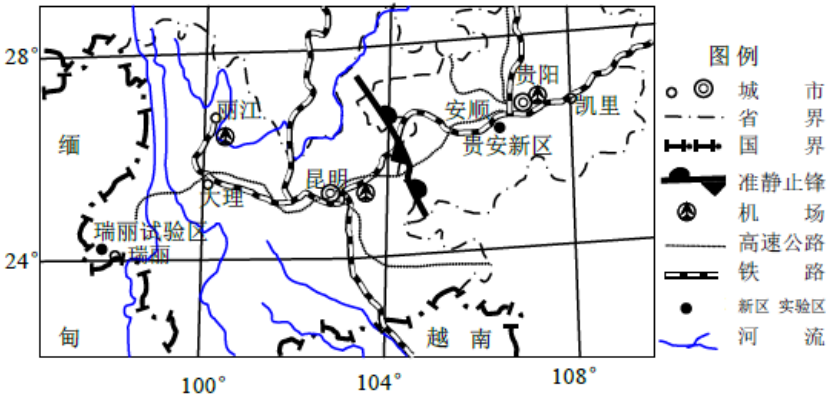 28°
24°
100°
104°
108°
缅
甸
越 南
丽江
大理
昆明
瑞丽试验区
瑞丽
安顺
贵阳
贵安新区
凯里
图 例
城 市
省 界
国 界
准静止锋
机 场
高速公路
铁 路
新区 实验区
河 流